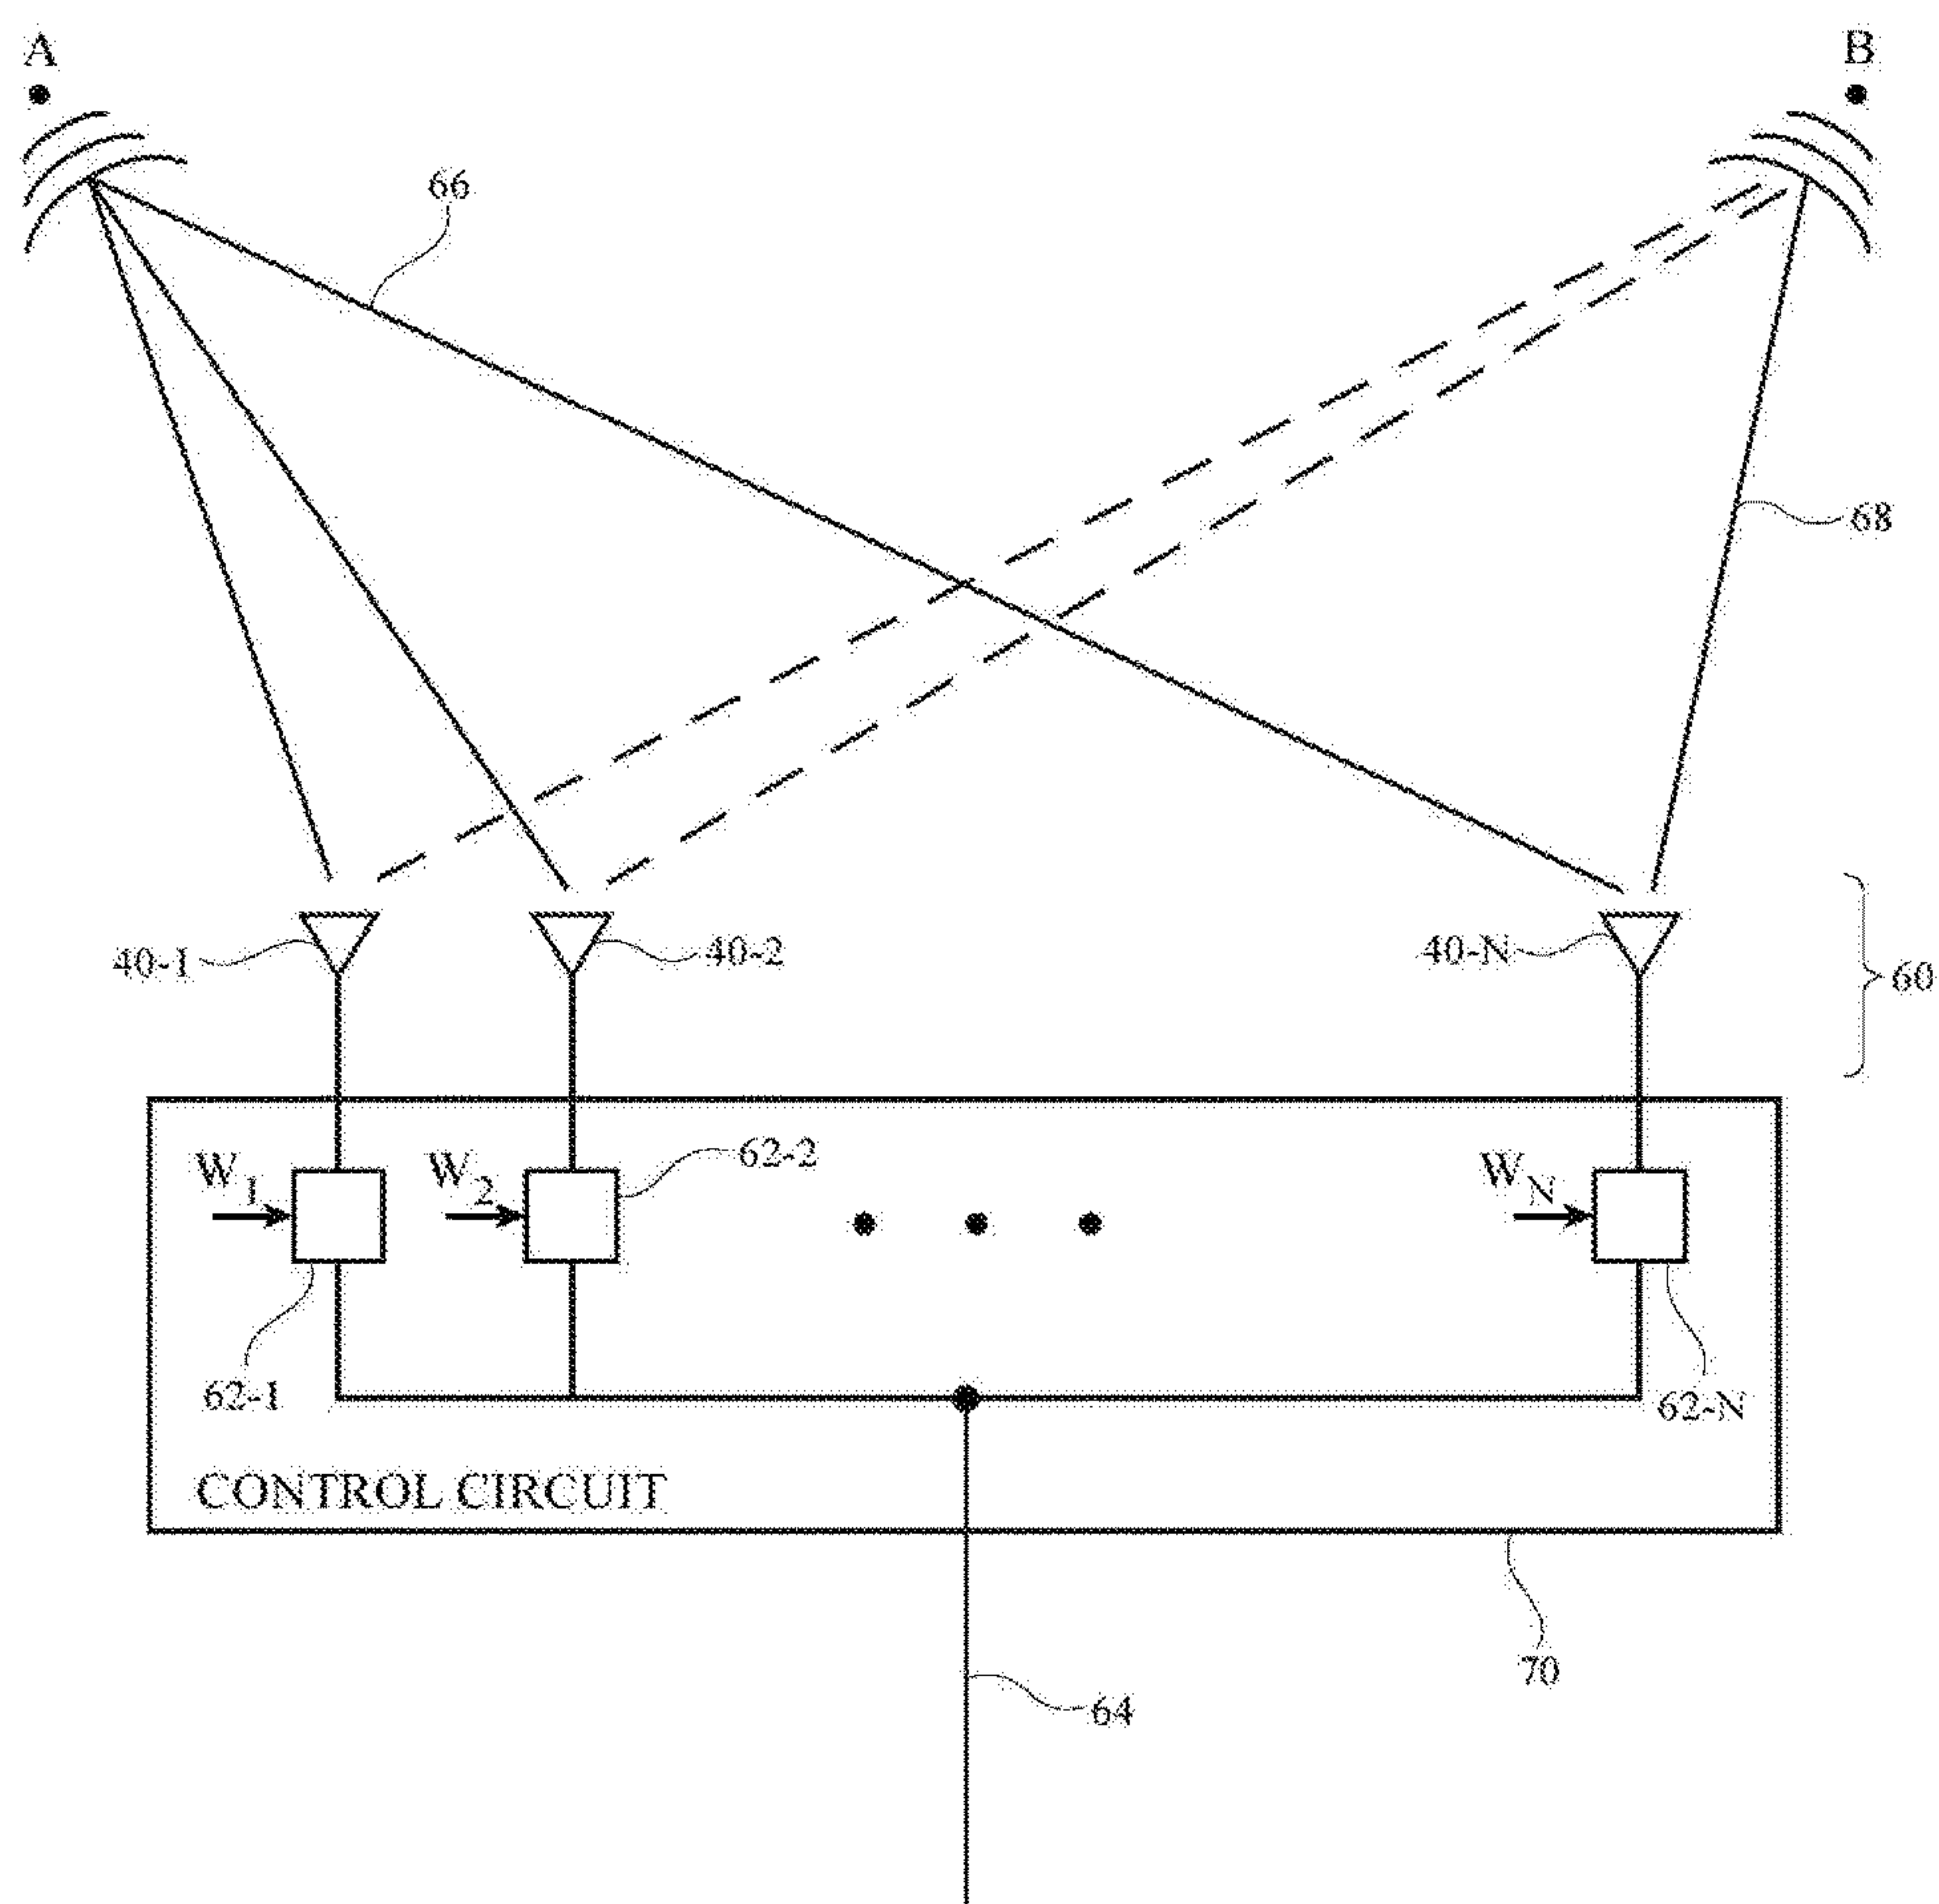 A
B
66
68
40-1
40-2
40-N
60
W1
W2
62-2
WN
62-1
62-N
CONTROL CIRCUIT
70
64